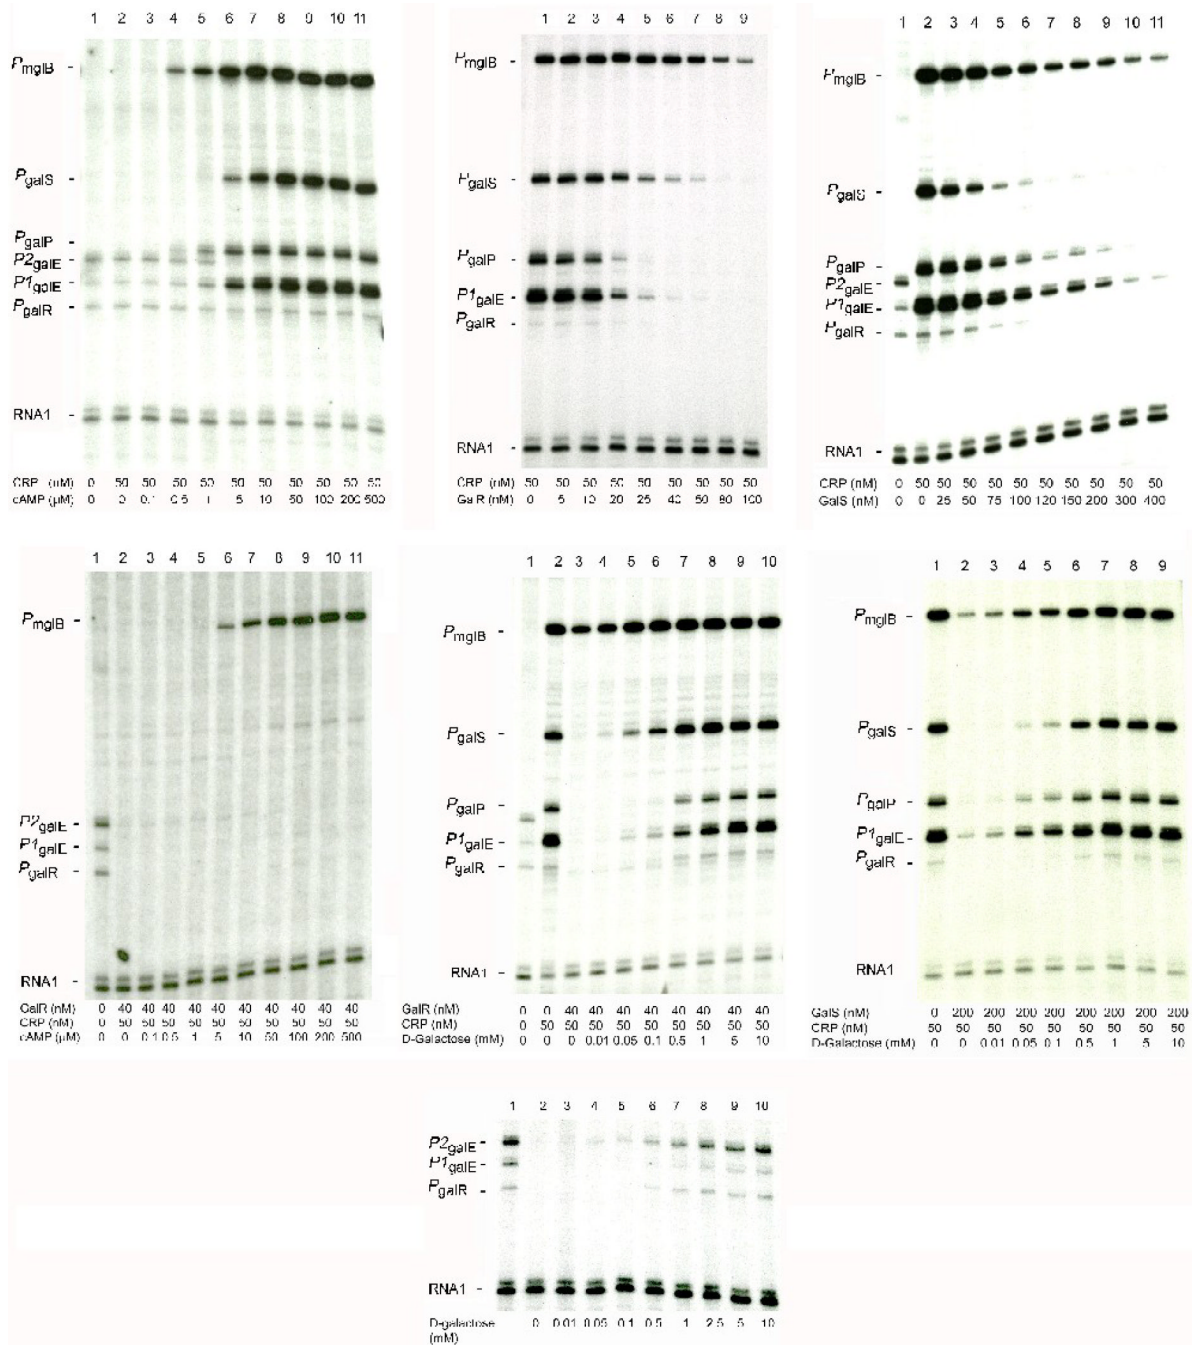 1 2 3 4 5 6 7 8 9 10 11
PmglB -
PgalS -
PgalP -
P2galE -
P1galE -
PgalR -
RNA1 -
CRP (nM) 0 50 50 50 50 50 50 50 50 50 50
cAMP (µM) 0 0 0.1 0.5 1 5 10 50 100 200 500
1 2 3 4 5 6 7 8 9
PmglB -
PgalS -
PgalP -
P1galE -
PgalR -
RNA1 -
CRP (nM) 50 50 50 50 50 50 50 50 50
GalR (nM) 0 5 10 20 25 40 50 80 100
1 2 3 4 5 6 7 8 9 10 11
PmglB -
PgalS -
PgalP -
P2galE -
P1galE -
PgalR -
RNA1 -
CRP (nM) 0 50 50 50 50 50 50 50 50 50 50
GalS (nM) 0 0 25 50 75 100 120 150 200 300 400
1 2 3 4 5 6 7 8 9 10 11
PmglB -
P2galE -
P1galE -
PgalR -
RNA1 -
GalR (nM) 0 40 40 40 40 40 40 40 40 40 40
CRP (nM) 0 50 50 50 50 50 50 50 50 50 50
cAMP (µM) 0 0 0.1 0.5 1 5 10 50 100 200 500
1 2 3 4 5 6 7 8 9 10
PmglB -
PgalS -
PgalP -
P1galE -
PgalR -
RNA1 -
GalR (nM) 0 0 40 40 40 40 40 40 40 40
CRP (nM) 0 50 50 50 50 50 50 50 50 50
D-Galactose (mM) 0 0 0 0.01 0.05 0.1 0.5 1 5 10
1 2 3 4 5 6 7 8 9
PmglB -
PgalS -
PgalP -
P1galE -
PgalR -
RNA1
GalS (nM) 0 200 200 200 200 200 200 200 200
CRP (nM) 50 50 50 50 50 50 50 50 50
D-Galactose (mM) 0 0 0.01 0.05 0.1 0.5 1 5 10
1 2 3 4 5 6 7 8 9 10
P2galE -
P1galE -
PgalR -
RNA1 -
D-galactose 0 0.01 0.05 0.1 0.5 1 2.5 5 10
(mM)